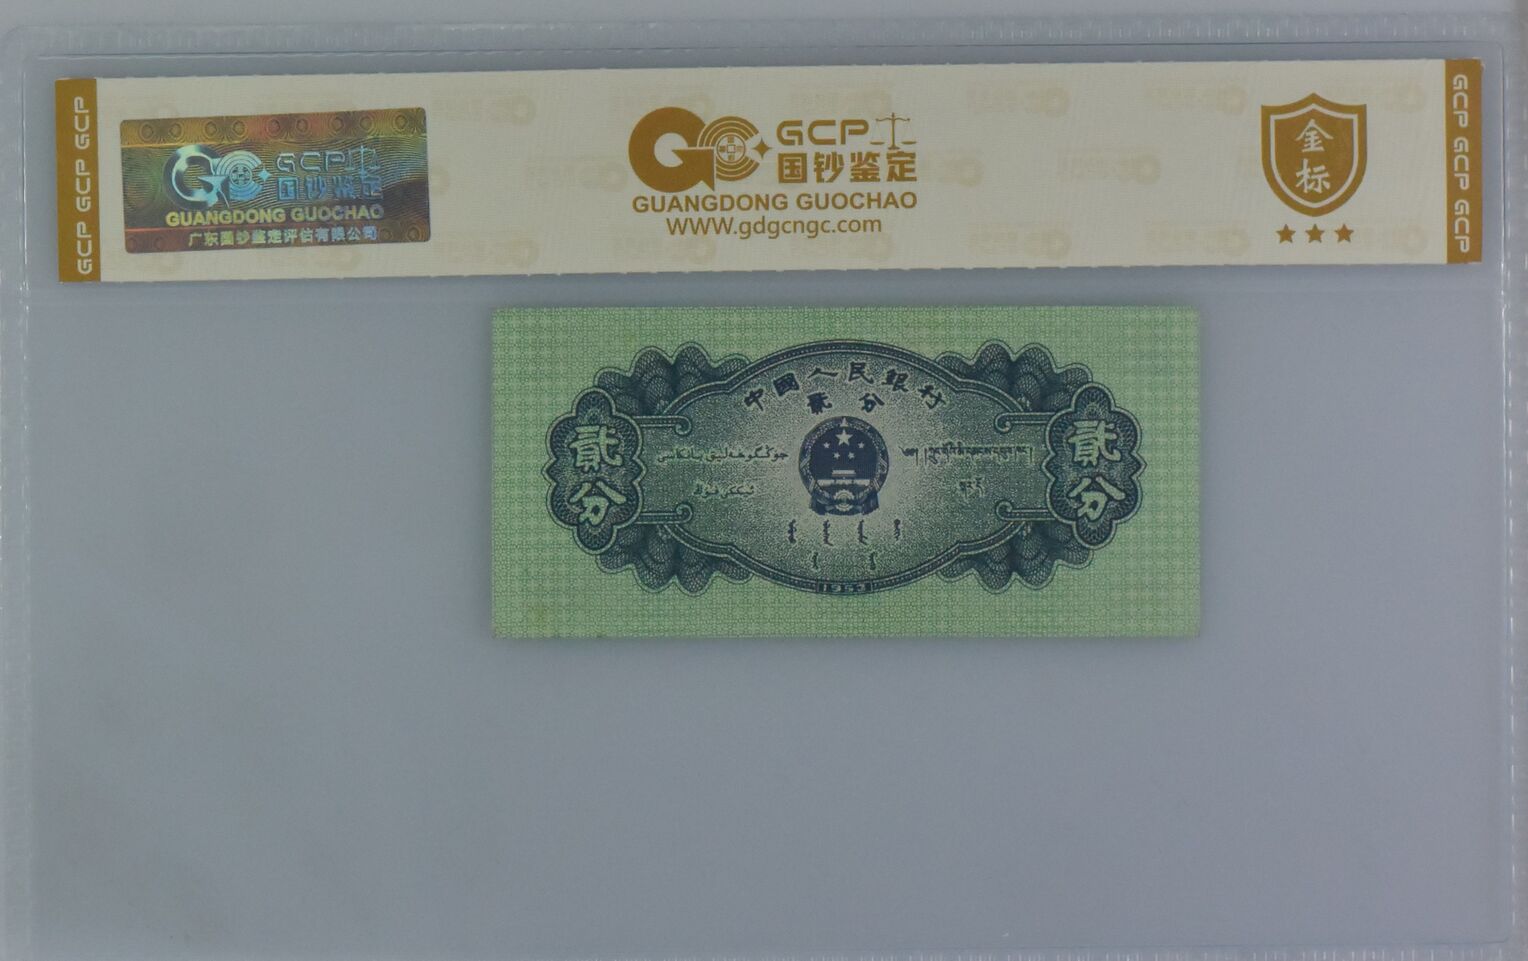 GCP GCP GCP
GCP
国钞鉴定
GUANGDONG GUOCHAO
广东国钞鉴定评估有限公司
GCP
国钞鉴定
GUANGDONG GUOCHAO
WWW.gdgcngc.com
金标
GCP GCP GCP
中國人民銀行
貳分
貳分
貳分
1953